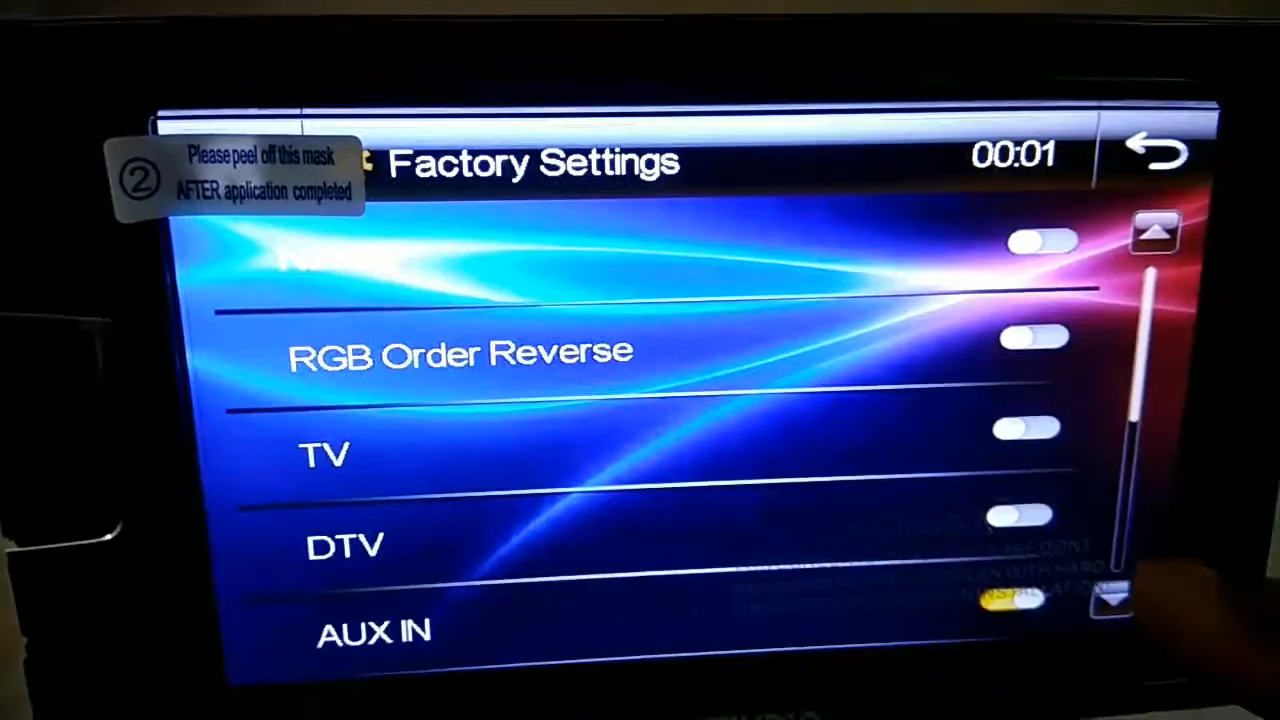 ② Please peel off this mask
AFTER application completed
Factory Settings
00:01
RGB Order Reverse
TV
DTV
AUX IN